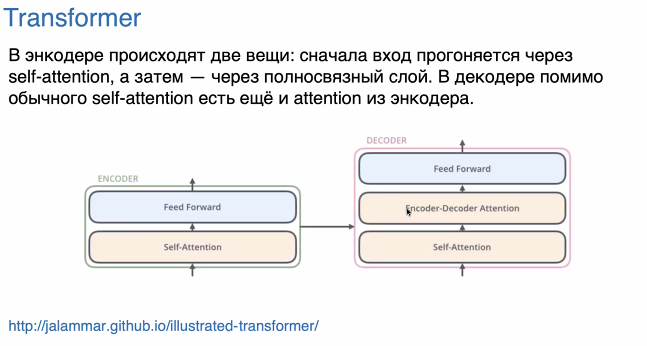 Transformer
В энкодере происходят две вещи: сначала вход прогоняется через
self-attention, а затем — через полносвязный слой. В декодере помимо
обычного self-attention есть ещё и attention из энкодера.
ENCODER
Feed Forward
Self-Attention
DECODER
Feed Forward
Encoder-Decoder Attention
Self-Attention
http://jalammar.github.io/illustrated-transformer/